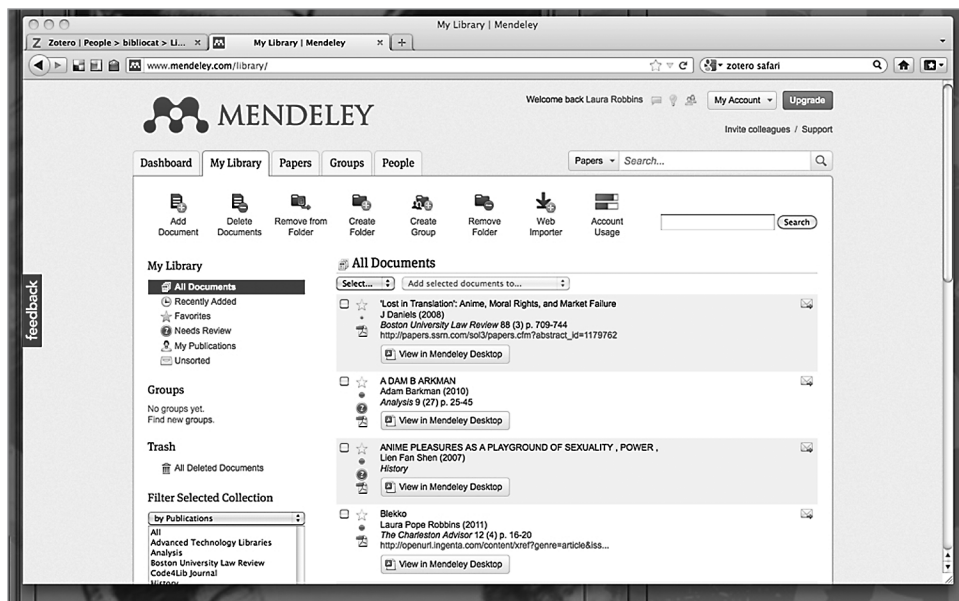 My Library | Mendeley
Zotero | People > bibliocat > Li... × My Library | Mendeley × +
www.mendeley.com/library/ zotero safari
MENDELEY
Welcome back Laura Robbins My Account Upgrade
Invite colleagues / Support
Dashboard My Library Papers Groups People Papers Search...
Add Document
Delete Documents
Remove from Folder
Create Folder
Create Group
Remove Folder
Web Importer
Account Usage
Search
feedback
My Library
All Documents
Recently Added
Favorites
Needs Review
My Publications
Unsorted
Groups
No groups yet.
Find new groups.
Trash
All Deleted Documents
Filter Selected Collection
by Publications
All
Advanced Technology Libraries
Analysis
Boston University Law Review
Code4Lib Journal
History
All Documents
Select... Add selected documents to...
'Lost in Translation': Anime, Moral Rights, and Market Failure
J Daniels (2008)
Boston University Law Review 88 (3) p. 709-744
http://papers.ssrn.com/sol3/papers.cfm?abstract_id=1179762
View in Mendeley Desktop
A DAM B ARKMAN
Adam Barkman (2010)
Analysis 9 (27) p. 25-45
View in Mendeley Desktop
ANIME PLEASURES AS A PLAYGROUND OF SEXUALITY , POWER ,
Lien Fan Shen (2007)
History
View in Mendeley Desktop
Blekko
Laura Pope Robbins (2011)
The Charleston Advisor 12 (4) p. 16-20
http://openurl.ingenta.com/content/xref?genre=article&iss...
View in Mendeley Desktop